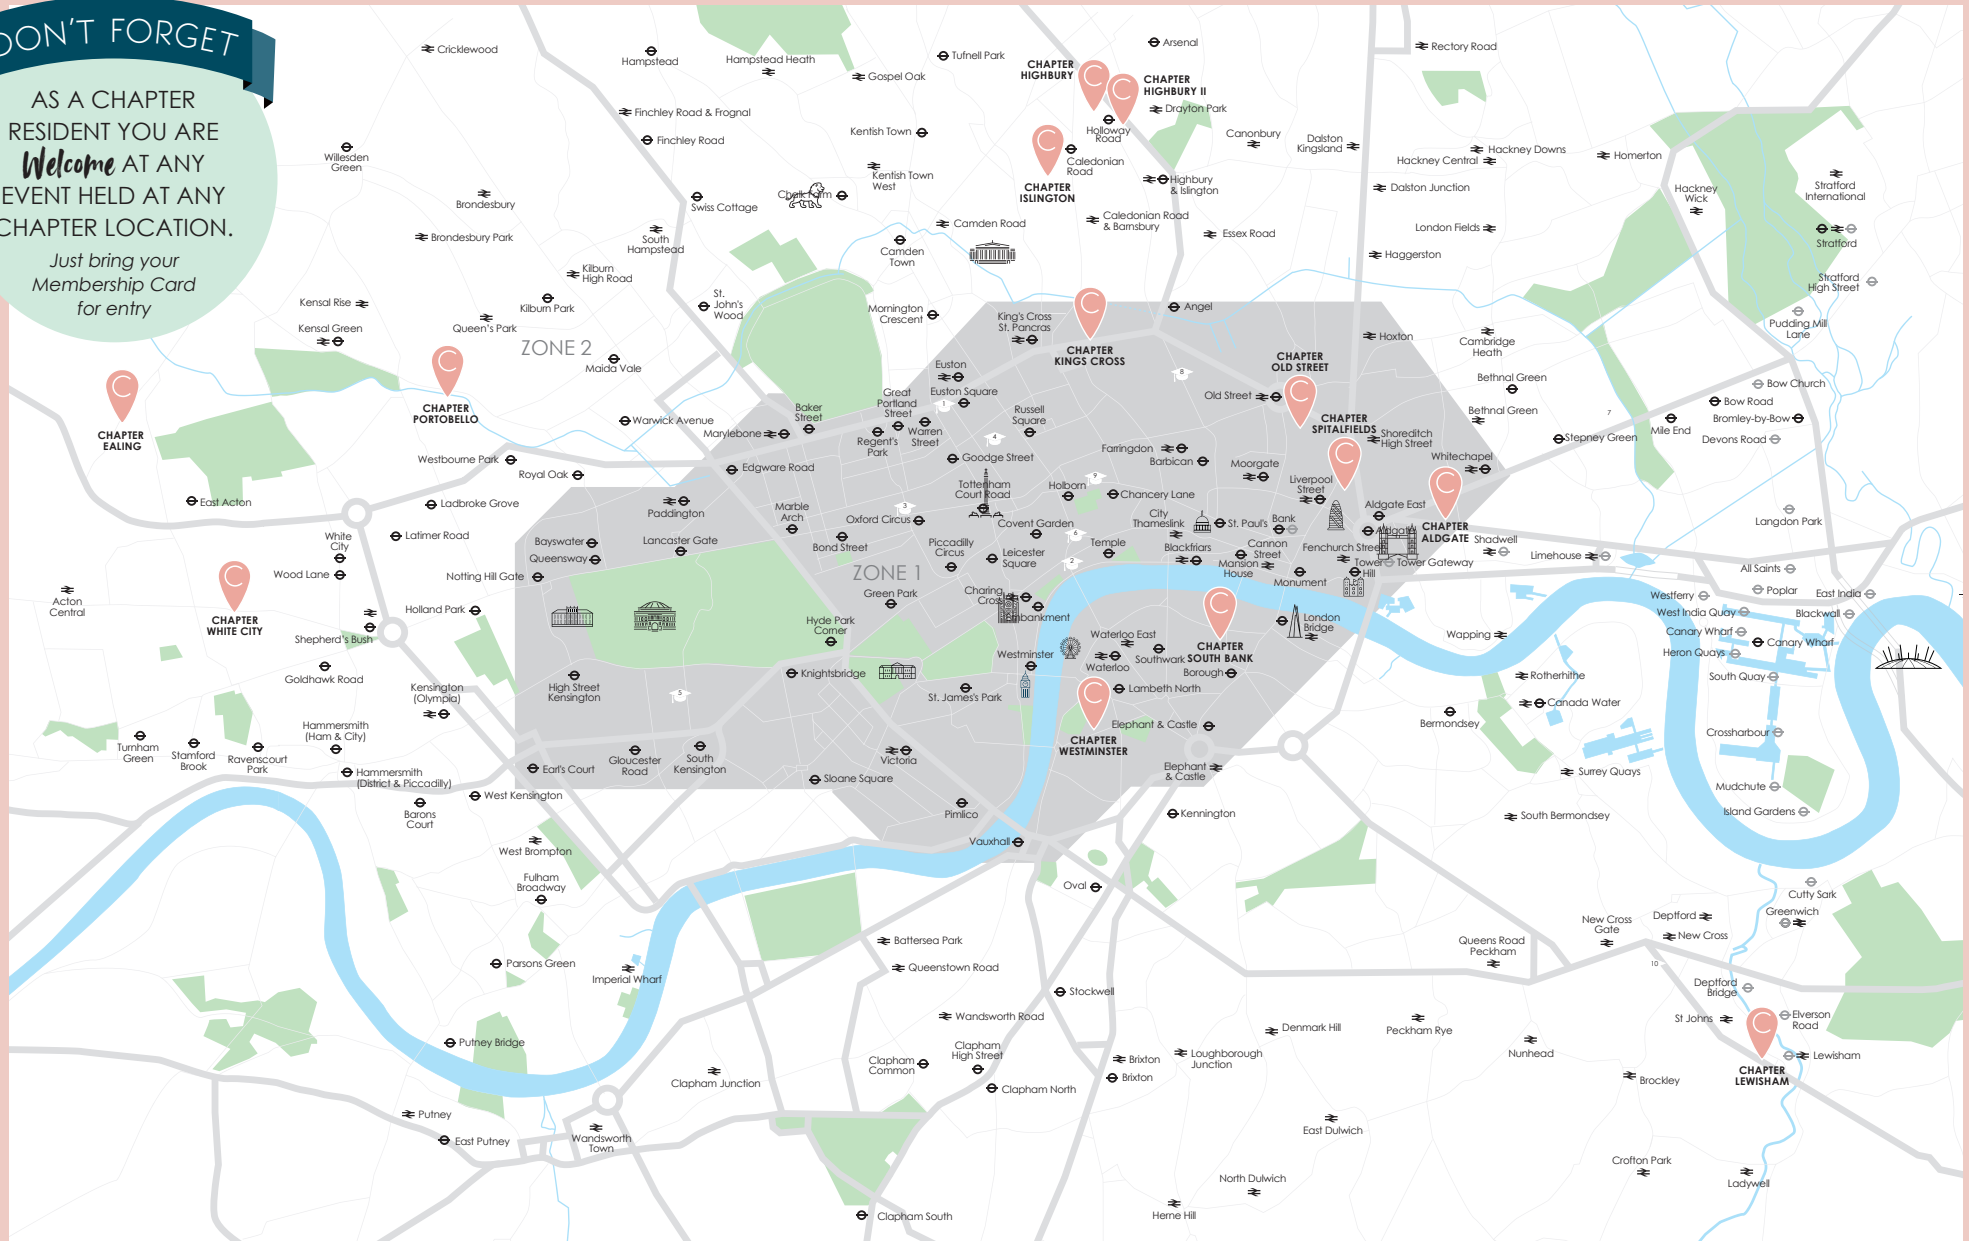 DON'T FORGET
AS A CHAPTER
RESIDENT YOU ARE
Welcome AT ANY
EVENT HELD AT ANY
CHAPTER LOCATION.
Just bring your
Membership Card
for entry
Cricklewood
Hampstead
Hampstead Heath
Gospel Oak
Tufnell Park
Arsenal
CHAPTER
HIGHBURY
CHAPTER
HIGHBURY II
Drayton Park
Rectory Road
Finchley Road & Frognal
Finchley Road
Kentish Town
Holloway
Road
Canonbury
Dalston
Kingsland
Hackney Downs
Hackney Central
Homerton
Willesden
Green
Kentish Town
West
Caledonian
Road
CHAPTER
ISLINGTON
Highbury
& Islington
Dalston Junction
Hackney
Wick
Stratford
International
Brondesbury
Swiss Cottage
Chalk Farm
Camden Road
Caledonian Road
& Barnsbury
Essex Road
London Fields
Stratford
Brondesbury Park
South
Hampstead
Camden
Town
Haggerston
Kilburn
High Road
Stratford
High Street
Kensal Rise
Kilburn Park
St.
John's
Wood
Mornington
Crescent
King's Cross
St. Pancras
Angel
Pudding Mill
Lane
Kensal Green
Queen's Park
ZONE 2
Maida Vale
CHAPTER
KINGS CROSS
Hoxton
Cambridge
Heath
CHAPTER
OLD STREET
8
CHAPTER
EALING
CHAPTER
PORTOBELLO
Euston
Euston Square
1
Bethnal Green
Bow Church
Old Street
Bow Road
Bromley-by-Bow
Warwick Avenue
Baker
Street
Great
Portland
Street
Russell
Square
Bethnal Green
7
Mile End
Marylebone
Regent's
Park
Warren
Street
4
CHAPTER
SPITALFIELDS
Shoreditch
High Street
Stepney Green
Devons Road
Westbourne Park
Royal Oak
Edgware Road
Goodge Street
Farringdon
Barbican
Moorgate
Whitechapel
9
East Acton
Ladbroke Grove
Paddington
Marble
Arch
Oxford Circus
3
Tottenham
Court Road
Holborn
Chancery Lane
Liverpool
Street
Aldgate East
Aldgate
CHAPTER
ALDGATE
Langdon Park
White
City
Latimer Road
Bayswater
Queensway
Lancaster Gate
Bond Street
Covent Garden
City
Thameslink
St. Paul's
Bank
Shadwell
Limehouse
Piccadilly
Circus
Leicester
Square
6
2
Temple
Blackfriars
Cannon
Street
Mansion
House
Fenchurch Street
Tower
Hill
Tower Gateway
Monument
Wood Lane
Notting Hill Gate
ZONE 1
Green Park
All Saints
Poplar
East India
Acton
Central
CHAPTER
WHITE CITY
Holland Park
Charing
Cross
Embankment
Westferry
West India Quay
Blackwall
Shepherd's Bush
Hyde Park
Corner
London
Bridge
Wapping
Canary Wharf
Canary Wharf
Heron Quays
Waterloo East
Southwark
Waterloo
CHAPTER
SOUTH BANK
Westminster
Goldhawk Road
High Street
Kensington
Knightsbridge
Borough
Rotherhithe
South Quay
Kensington
(Olympia)
5
St. James's Park
Lambeth North
Canada Water
Bermondsey
Hammersmith
(Ham & City)
Elephant & Castle
CHAPTER
WESTMINSTER
Crossharbour
Turnham
Green
Stamford
Brook
Ravenscourt
Park
Hammersmith
(District & Piccadilly)
Earl's Court
Gloucester
Road
South
Kensington
Victoria
Sloane Square
Elephant
& Castle
Surrey Quays
Mudchute
West Kensington
Barons
Court
Pimlico
Kennington
South Bermondsey
Island Gardens
West Brompton
Vauxhall
Fulham
Broadway
Oval
Cutty Sark
Greenwich
New Cross
Gate
Deptford
New Cross
Battersea Park
Queens Road
Peckham
Parsons Green
Imperial Wharf
Queenstown Road
10
Stockwell
Deptford
Bridge
Wandsworth Road
St Johns
Elverson
Road
Putney Bridge
Denmark Hill
Peckham Rye
Clapham
High Street
Clapham
Common
Brixton
Loughborough
Junction
Nunhead
Lewisham
CHAPTER
LEWISHAM
Clapham Junction
Clapham North
Brixton
Brockley
Putney
East Putney
Wandsworth
Town
East Dulwich
Crofton Park
North Dulwich
Ladywell
Clapham South
Herne Hill